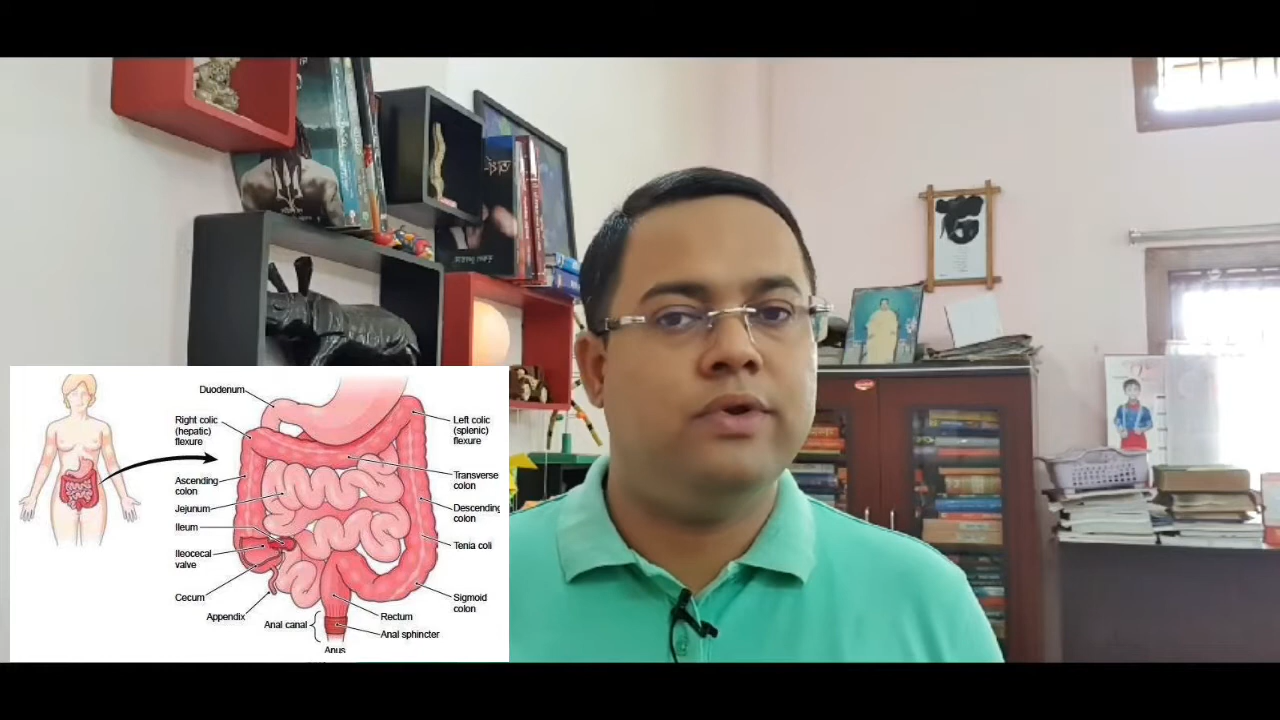 Duodenum
Right colic
(hepatic)
flexure
Ascending
colon
Jejunum
Ileum
Ileocecal
valve
Cecum
Appendix
Anal canal
Anus
Left colic
(splenic)
flexure
Transverse
colon
Descending
colon
Tenia coli
Sigmoid
colon
Rectum
Anal sphincter